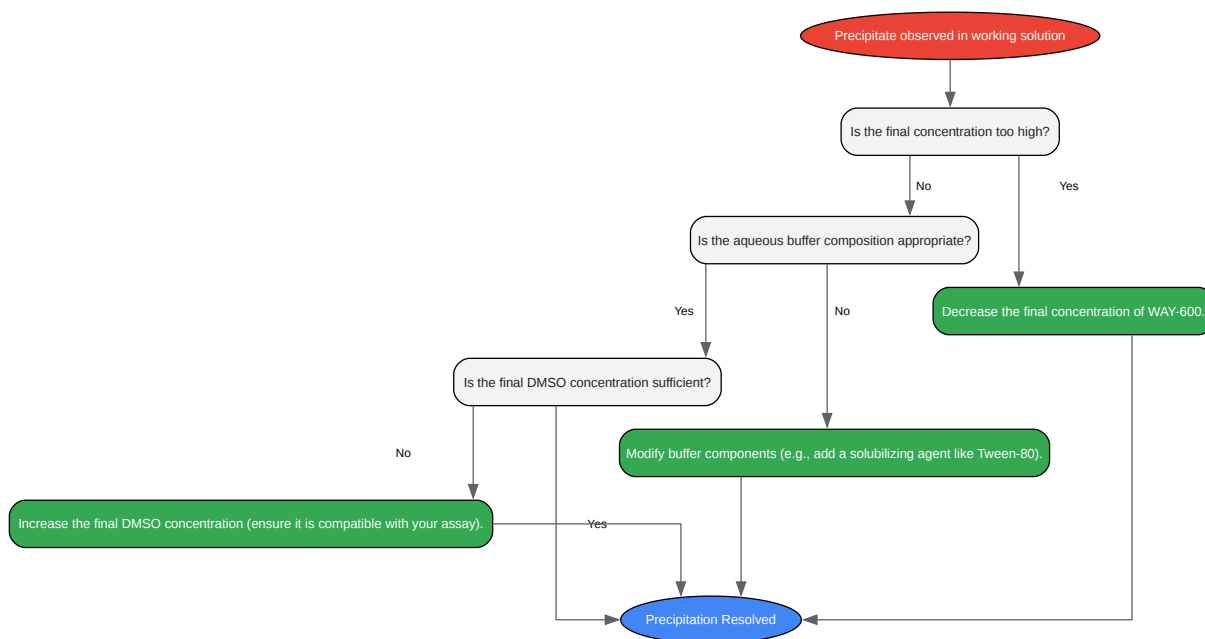 Precipitate observed in working solution
Is the final concentration too high?
No
Yes
Is the aqueous buffer composition appropriate?
Yes
No
Decrease the final concentration of WAY-600.
Is the final DMSO concentration sufficient?
No
Modify buffer components (e.g., add a solubilizing agent like Tween-80).
Increase the final DMSO concentration (ensure it is compatible with your assay).
Yes
Precipitation Resolved